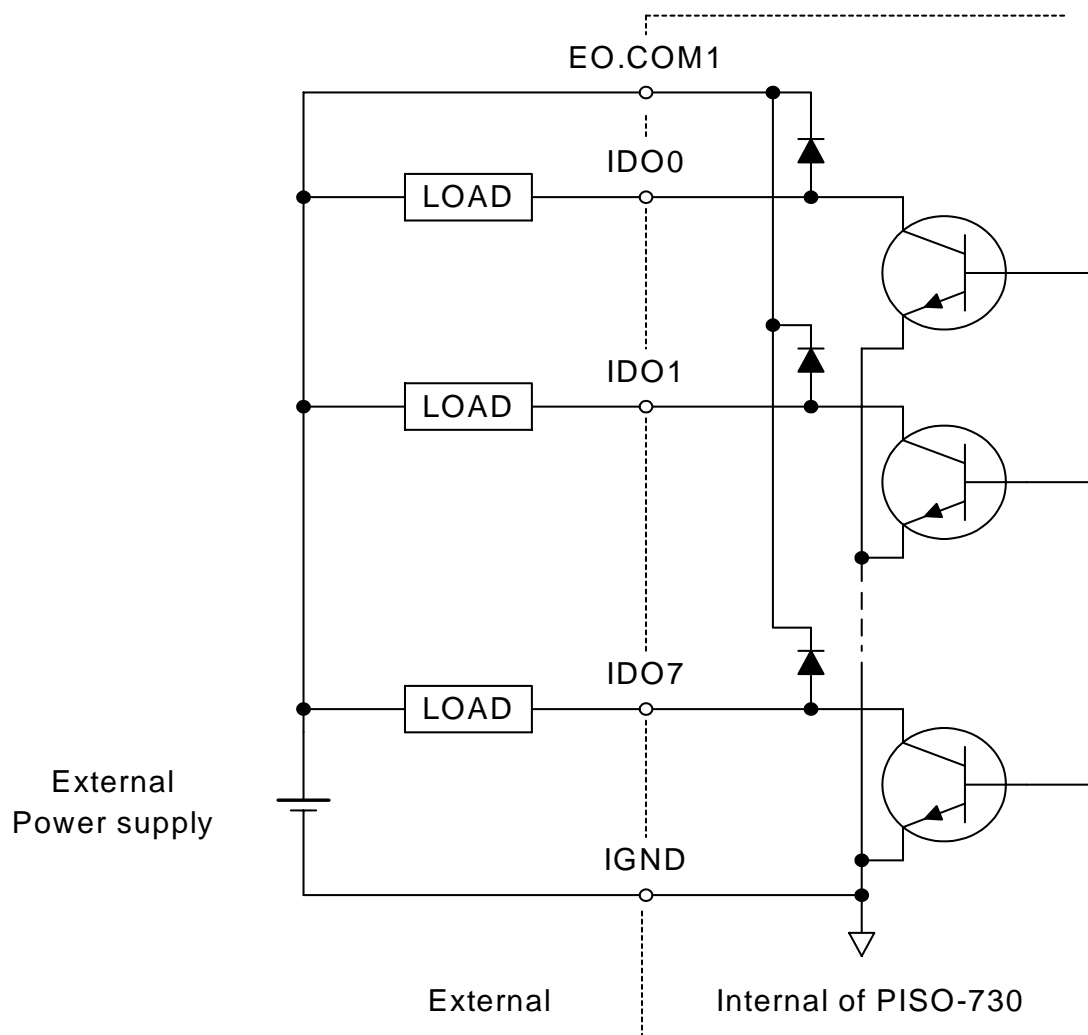 EO.COM1
IDO0
LOAD
IDO1
LOAD
IDO7
LOAD
External
Power supply
IGND
External
Internal of PISO-730